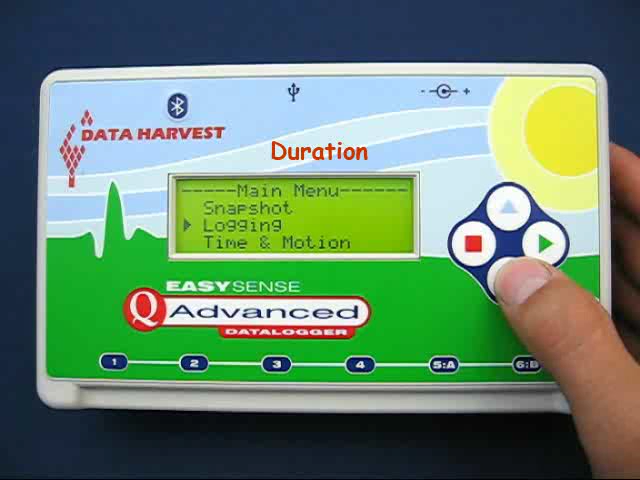 DATA HARVEST
- +
Duration
-----Main Menu------
Snapshot
Logging
Time & Motion
EASYSENSE
Q Advanced
DATALOGGER
1 2 3 4 5:A 6:B